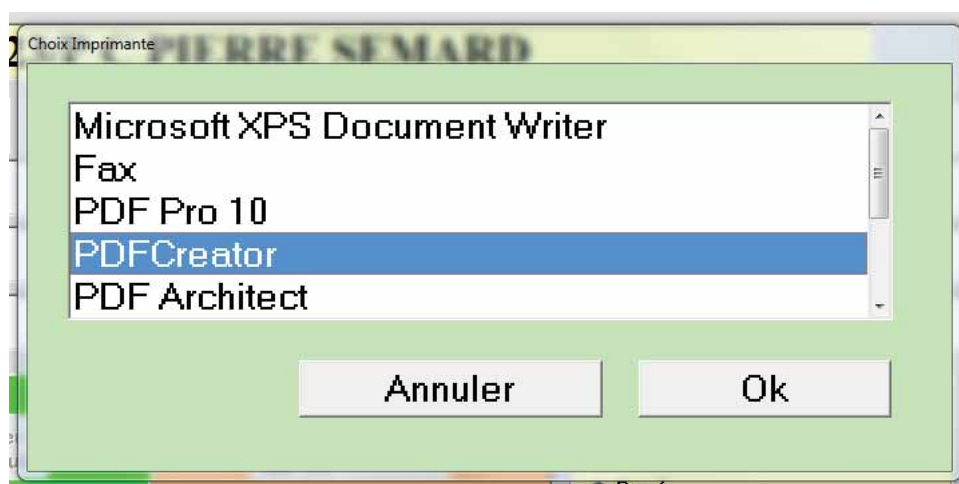 Choix Imprimante
PIERRE SEMARD
Microsoft XPS Document Writer
Fax
PDF Pro 10
PDFCreator
PDF Architect
Annuler
Ok